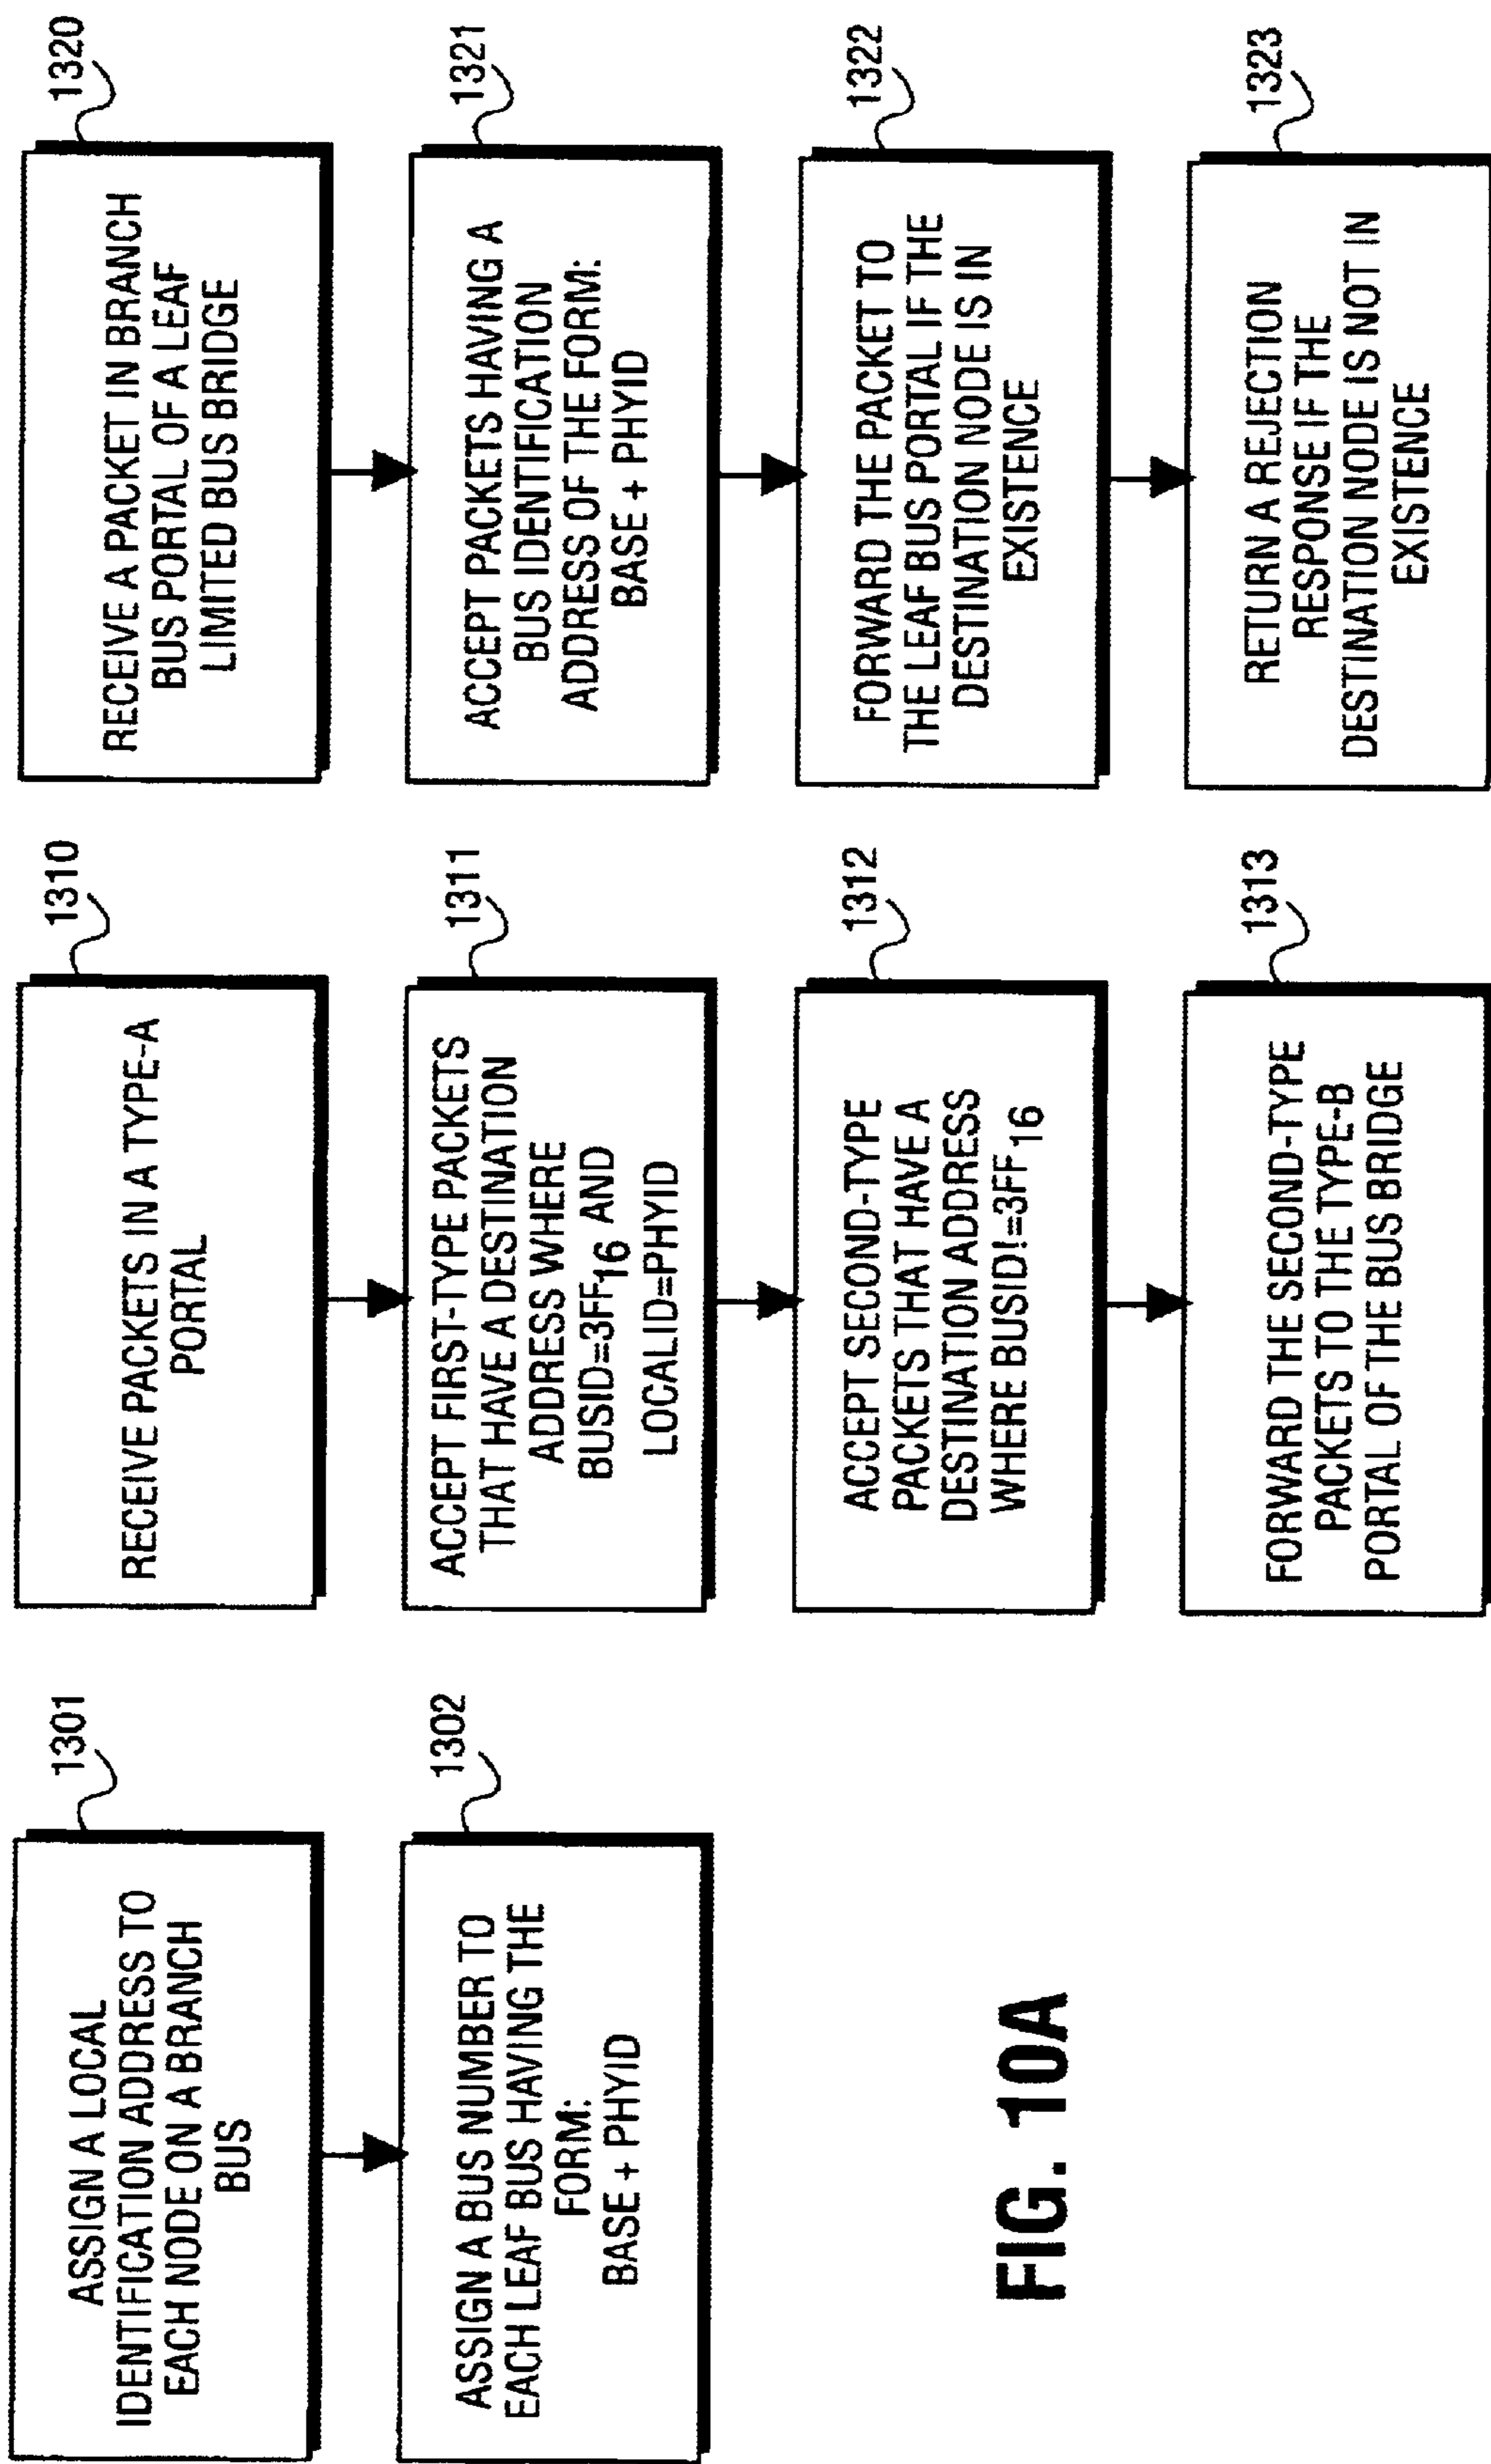 1301
ASSIGN A LOCAL
IDENTIFICATION ADDRESS TO
EACH NODE ON A BRANCH
BUS
1302
ASSIGN A BUS NUMBER TO
EACH LEAF BUS HAVING THE
FORM:
BASE + PHYID
1310
RECEIVE PACKETS IN A TYPE-A
PORTAL
1311
ACCEPT FIRST-TYPE PACKETS
THAT HAVE A DESTINATION
ADDRESS WHERE
BUSID=3FF16 AND
LOCALID=PHYID
1312
ACCEPT SECOND-TYPE
PACKETS THAT HAVE A
DESTINATION ADDRESS
WHERE BUSID!=3FF16
1313
FORWARD THE SECOND-TYPE
PACKETS TO THE TYPE-B
PORTAL OF THE BUS BRIDGE
1320
RECEIVE A PACKET IN BRANCH
BUS PORTAL OF A LEAF
LIMITED BUS BRIDGE
1321
ACCEPT PACKETS HAVING A
BUS IDENTIFICATION
ADDRESS OF THE FORM:
BASE + PHYID
1322
FORWARD THE PACKET TO
THE LEAF BUS PORTAL IF THE
DESTINATION NODE IS IN
EXISTENCE
1323
RETURN A REJECTION
RESPONSE IF THE
DESTINATION NODE IS NOT IN
EXISTENCE
FIG. 10A